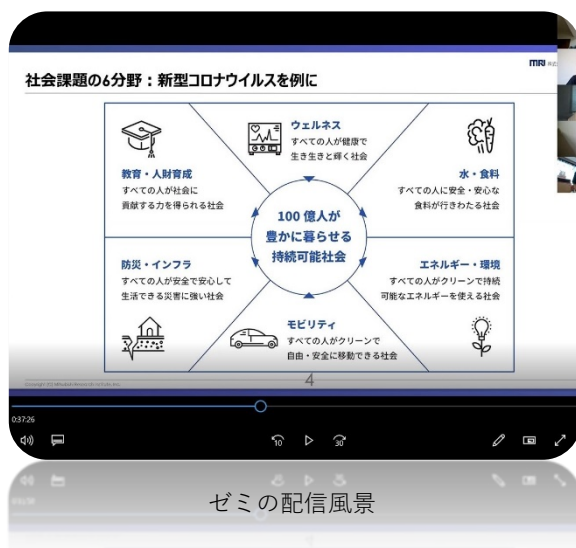 MRI
社会課題の6分野：新型コロナウイルスを例に
ウェルネス
すべての人が健康で
生き生きと輝く社会
教育・人財育成
すべての人が社会に
貢献する力を得られる社会
水・食料
すべての人に安全・安心な
食料が行きわたる社会
100 億人が
豊かに暮らせる
持続可能社会
防災・インフラ
すべての人が安全で安心して
生活できる災害に強い社会
エネルギー・環境
すべての人がクリーンで持続
可能なエネルギーを使える社会
モビリティ
すべての人がクリーンで
自由・安全に移動できる社会
4
0:37:26
10
30
ゼミの配信風景